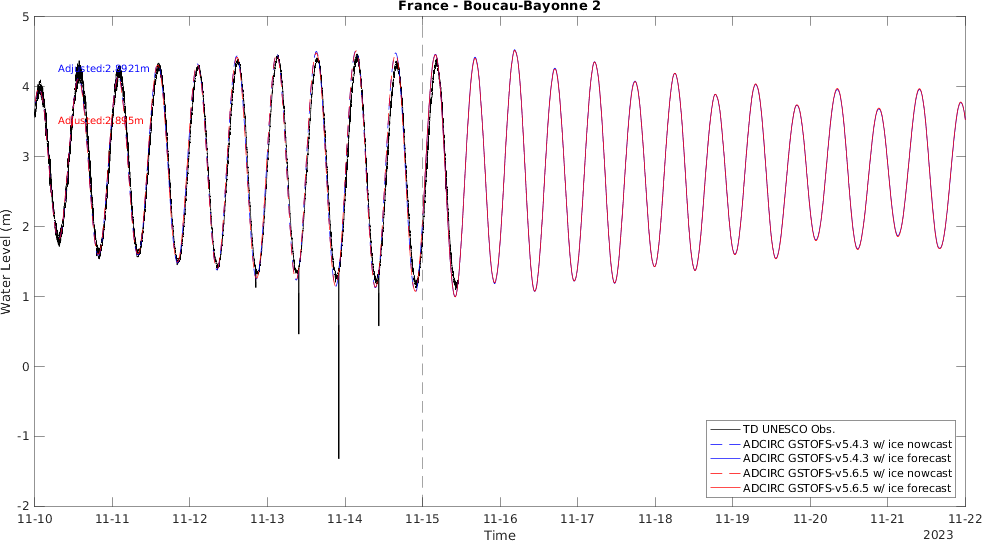 France - Boucau-Bayonne 2
5
4
3
2
1
0
-1
-2
Water Level (m)
Adjusted:2.8921m
Adjusted:2.895m
TD UNESCO Obs.
ADCIRC GSTOFS-v5.4.3 w/ ice nowcast
ADCIRC GSTOFS-v5.4.3 w/ ice forecast
ADCIRC GSTOFS-v5.6.5 w/ ice nowcast
ADCIRC GSTOFS-v5.6.5 w/ ice forecast
11-10 11-11 11-12 11-13 11-14 11-15 11-16 11-17 11-18 11-19 11-20 11-21 11-22
Time
2023